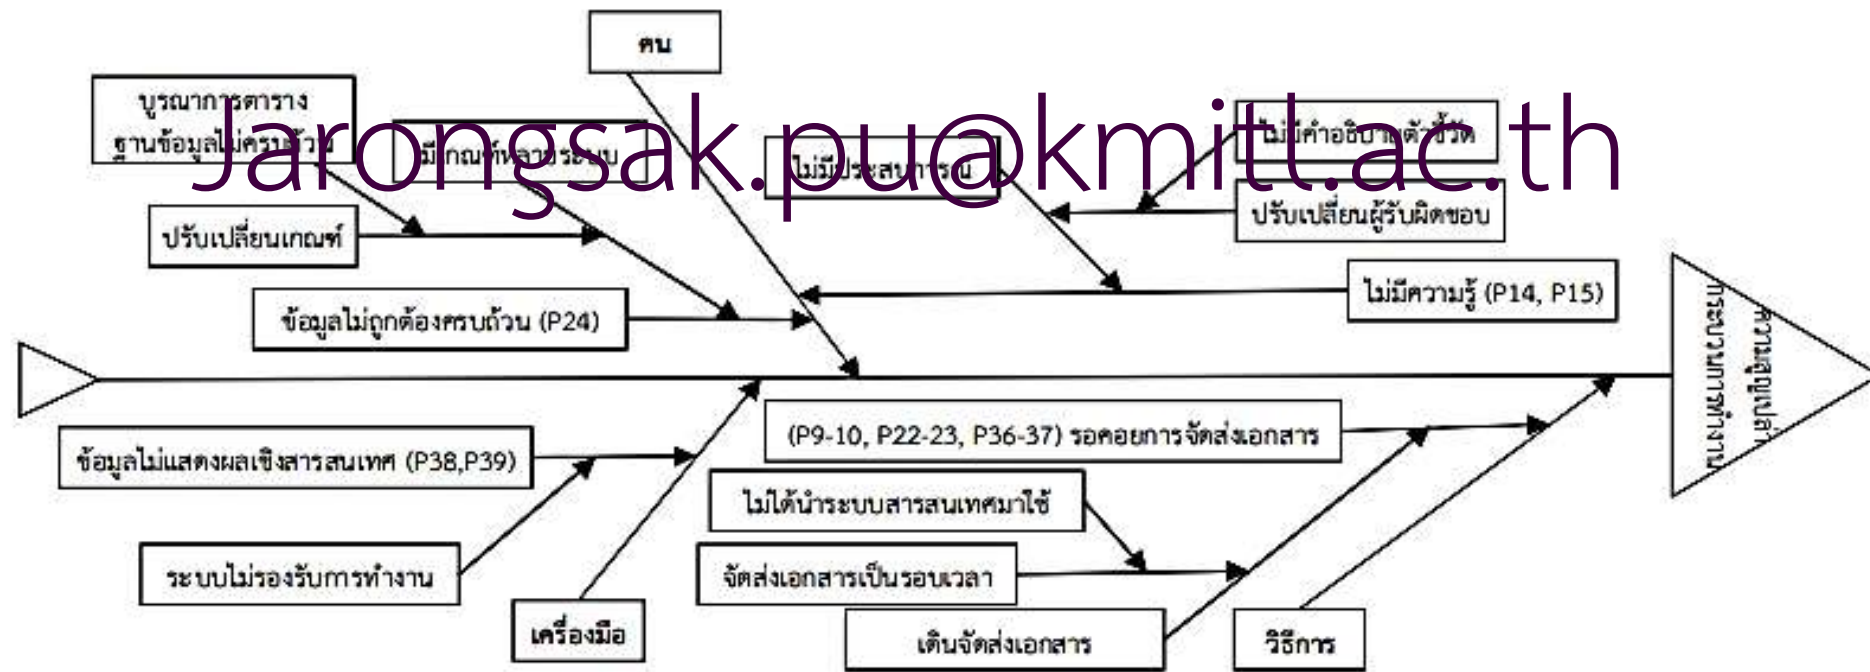 คน
บูรณาการตาราง
ฐานข้อมูลไม่ครบถ้วน
มีเกณฑ์หลายระบบ
ไม่มีประสบการณ์
ไม่มีคำอธิบายตัวชี้วัด
Jarongsak.pu@kmitl.ac.th
ปรับเปลี่ยนเกณฑ์
ปรับเปลี่ยนผู้รับผิดชอบ
ข้อมูลไม่ถูกต้องครบถ้วน (P24)
ไม่มีความรู้ (P14, P15)
ความสูญเปล่า
กระบวนการทำงาน
(P9-10, P22-23, P36-37) รอคอยการจัดส่งเอกสาร
ข้อมูลไม่แสดงผลเชิงสารสนเทศ (P38,P39)
ไม่ได้นำระบบสารสนเทศมาใช้
ระบบไม่รองรับการทำงาน
จัดส่งเอกสารเป็นรอบเวลา
เครื่องมือ
เดินจัดส่งเอกสาร
วิธีการ